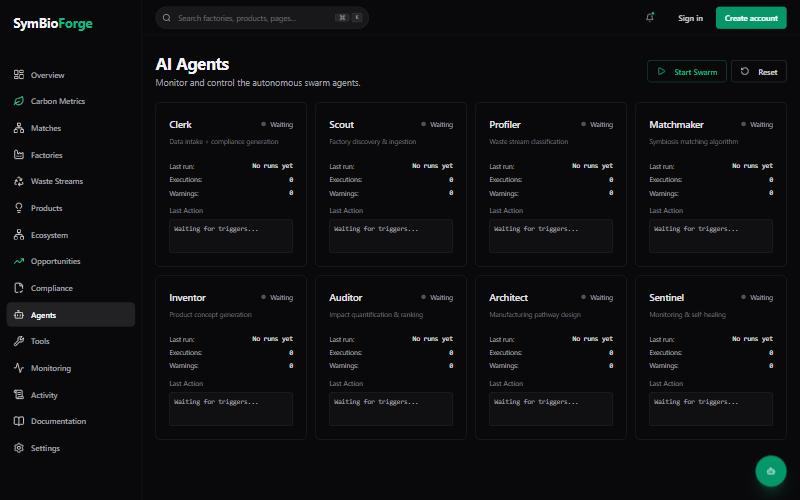 SymBioForge
Search factories, products, pages...
⌘ K
Sign in
Create account
Overview
Carbon Metrics
Matches
Factories
Waste Streams
Products
Ecosystem
Opportunities
Compliance
Agents
Tools
Monitoring
Activity
Documentation
Settings
AI Agents
Monitor and control the autonomous swarm agents.
Start Swarm
Reset
Clerk
Waiting
Data intake + compliance generation
Last run: No runs yet
Executions: 0
Warnings: 0
Last Action
Waiting for triggers...
Scout
Waiting
Factory discovery & ingestion
Last run: No runs yet
Executions: 0
Warnings: 0
Last Action
Waiting for triggers...
Profiler
Waiting
Waste stream classification
Last run: No runs yet
Executions: 0
Warnings: 0
Last Action
Waiting for triggers...
Matchmaker
Waiting
Symbiosis matching algorithm
Last run: No runs yet
Executions: 0
Warnings: 0
Last Action
Waiting for triggers...
Inventor
Waiting
Product concept generation
Last run: No runs yet
Executions: 0
Warnings: 0
Last Action
Waiting for triggers...
Auditor
Waiting
Impact quantification & ranking
Last run: No runs yet
Executions: 0
Warnings: 0
Last Action
Waiting for triggers...
Architect
Waiting
Manufacturing pathway design
Last run: No runs yet
Executions: 0
Warnings: 0
Last Action
Waiting for triggers...
Sentinel
Waiting
Monitoring & self-healing
Last run: No runs yet
Executions: 0
Warnings: 0
Last Action
Waiting for triggers...